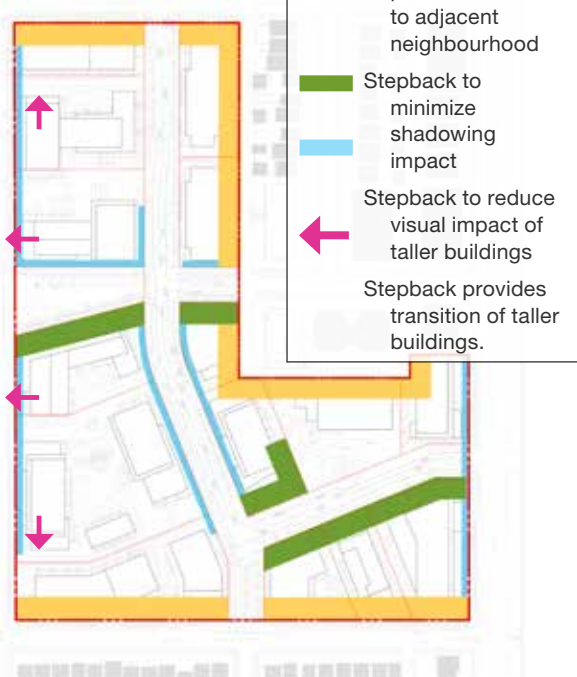 to adjacent
neighbourhood
Stepback to
minimize
shadowing
impact
Stepback to reduce
visual impact of
taller buildings
Stepback provides
transition of taller
buildings.